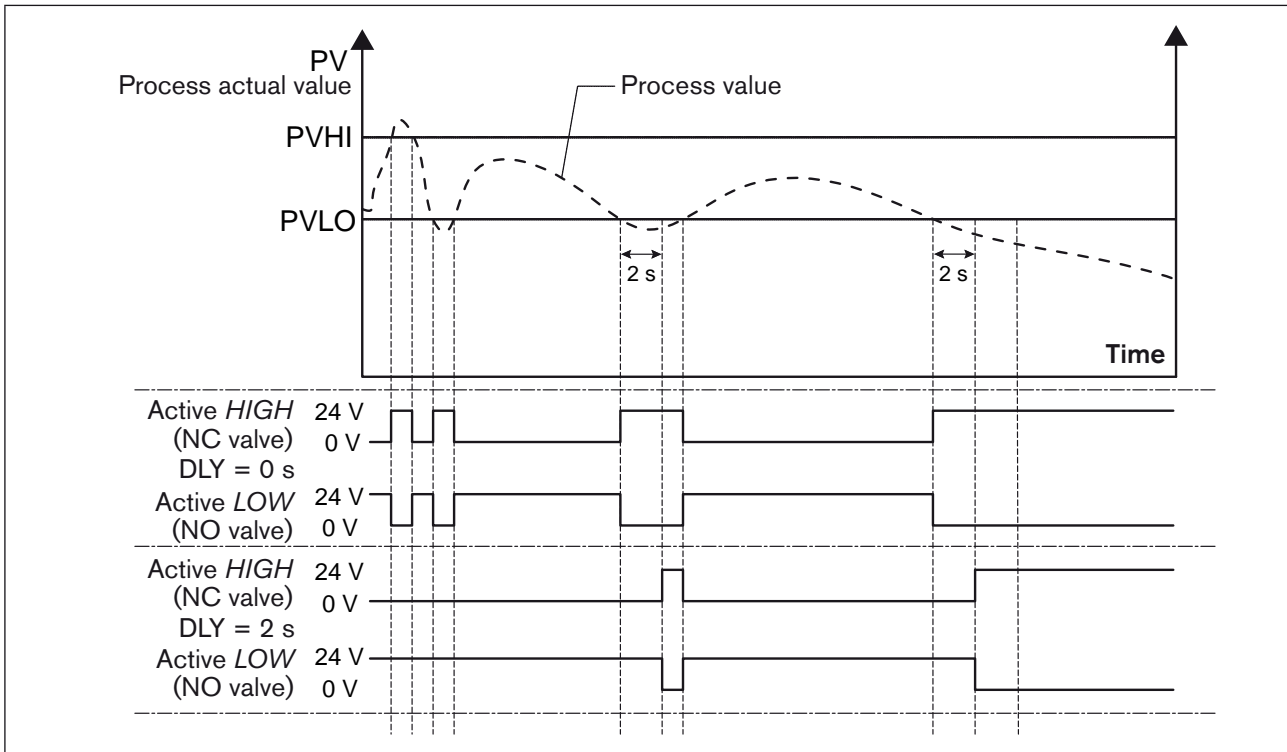 PV
Process actual value
Process value
PVHI
PVLO
2 s
2 s
Time
Active HIGH
(NC valve)
DLY = 0 s
24 V
0 V
Active LOW
(NO valve)
24 V
0 V
Active HIGH
(NC valve)
DLY = 2 s
24 V
0 V
Active LOW
(NO valve)
24 V
0 V